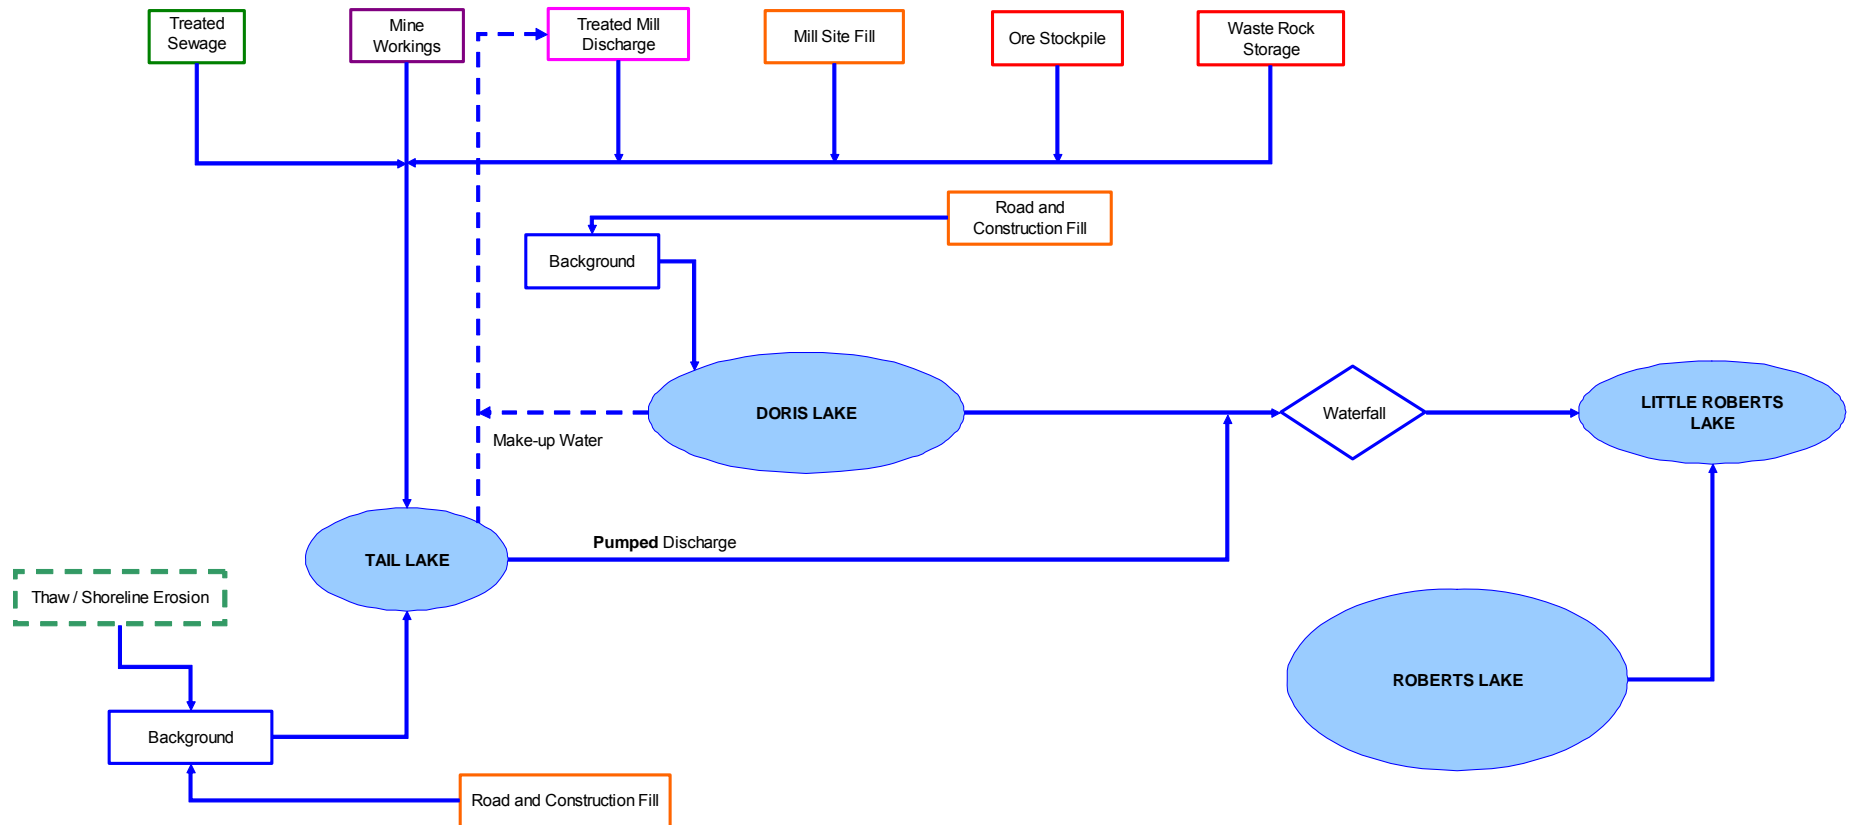 Treated
Sewage
Mine
Workings
Treated Mill
Discharge
Mill Site Fill
Ore Stockpile
Waste Rock
Storage
Road and
Construction Fill
Background
DORIS LAKE
Waterfall
LITTLE ROBERTS
LAKE
Make-up Water
Pumped Discharge
TAIL LAKE
Thaw / Shoreline Erosion
ROBERTS LAKE
Background
Road and Construction Fill